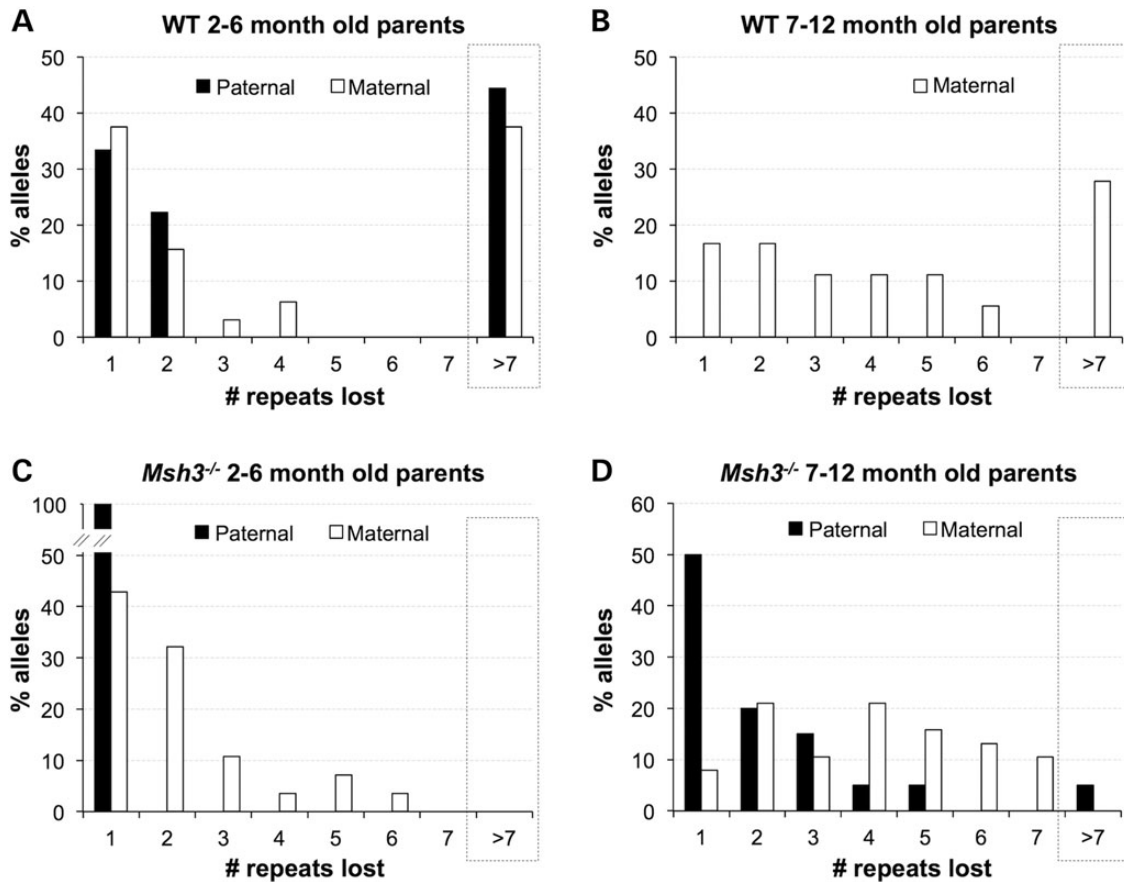 A
WT 2-6 month old parents
50
40
30
20
10
0
% alleles
Paternal
Maternal
1 2 3 4 5 6 7 >7
# repeats lost
B
WT 7-12 month old parents
50
40
30
20
10
0
% alleles
Maternal
1 2 3 4 5 6 7 >7
# repeats lost
C
Msh3-/- 2-6 month old parents
100
50
40
30
20
10
0
% alleles
Paternal
Maternal
1 2 3 4 5 6 7 >7
# repeats lost
D
Msh3-/- 7-12 month old parents
60
50
40
30
20
10
0
% alleles
Paternal
Maternal
1 2 3 4 5 6 7 >7
# repeats lost